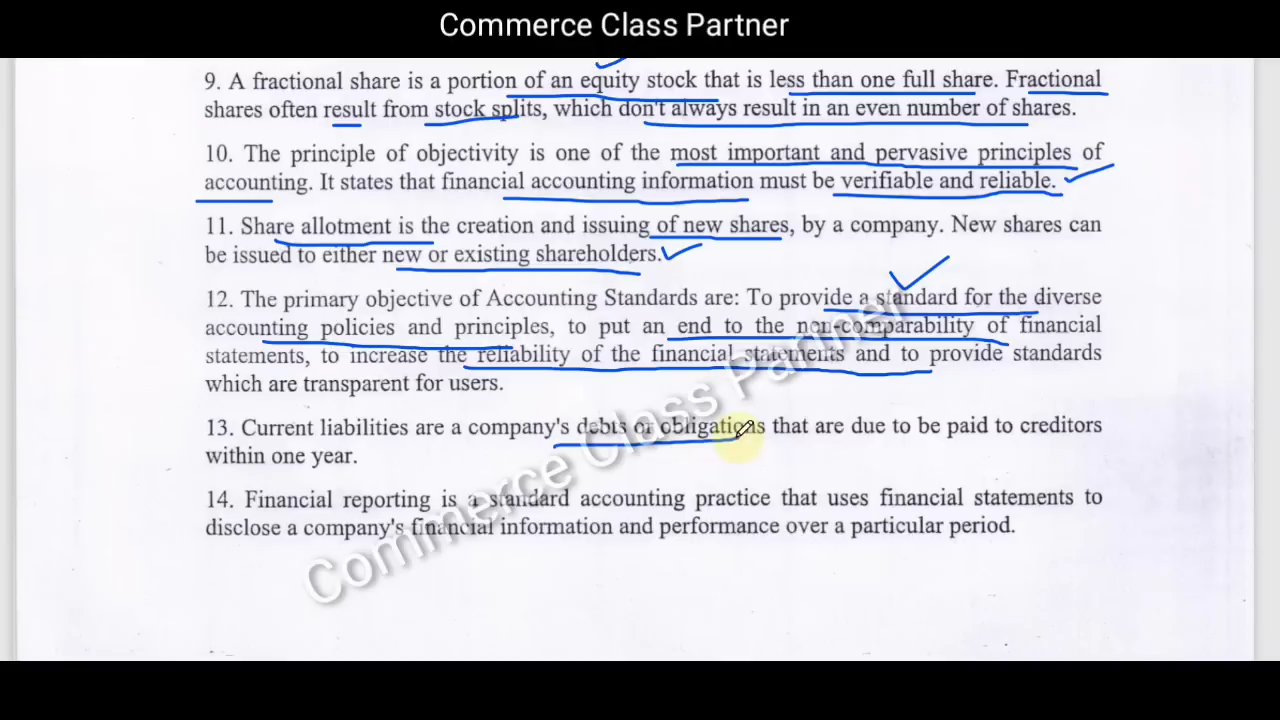 Commerce Class Partner
9. A fractional share is a portion of an equity stock that is less than one full share. Fractional
shares often result from stock splits, which don't always result in an even number of shares.
10. The principle of objectivity is one of the most important and pervasive principles of
accounting. It states that financial accounting information must be verifiable and reliable.
11. Share allotment is the creation and issuing of new shares, by a company. New shares can
be issued to either new or existing shareholders.
12. The primary objective of Accounting Standards are: To provide a standard for the diverse
accounting policies and principles, to put an end to the non-comparability of financial
statements, to increase the reliability of the financial statements and to provide standards
which are transparent for users.
13. Current liabilities are a company's debts or obligations that are due to be paid to creditors
within one year.
14. Financial reporting is a standard accounting practice that uses financial statements to
disclose a company's financial information and performance over a particular period.
Commerce Class Partner